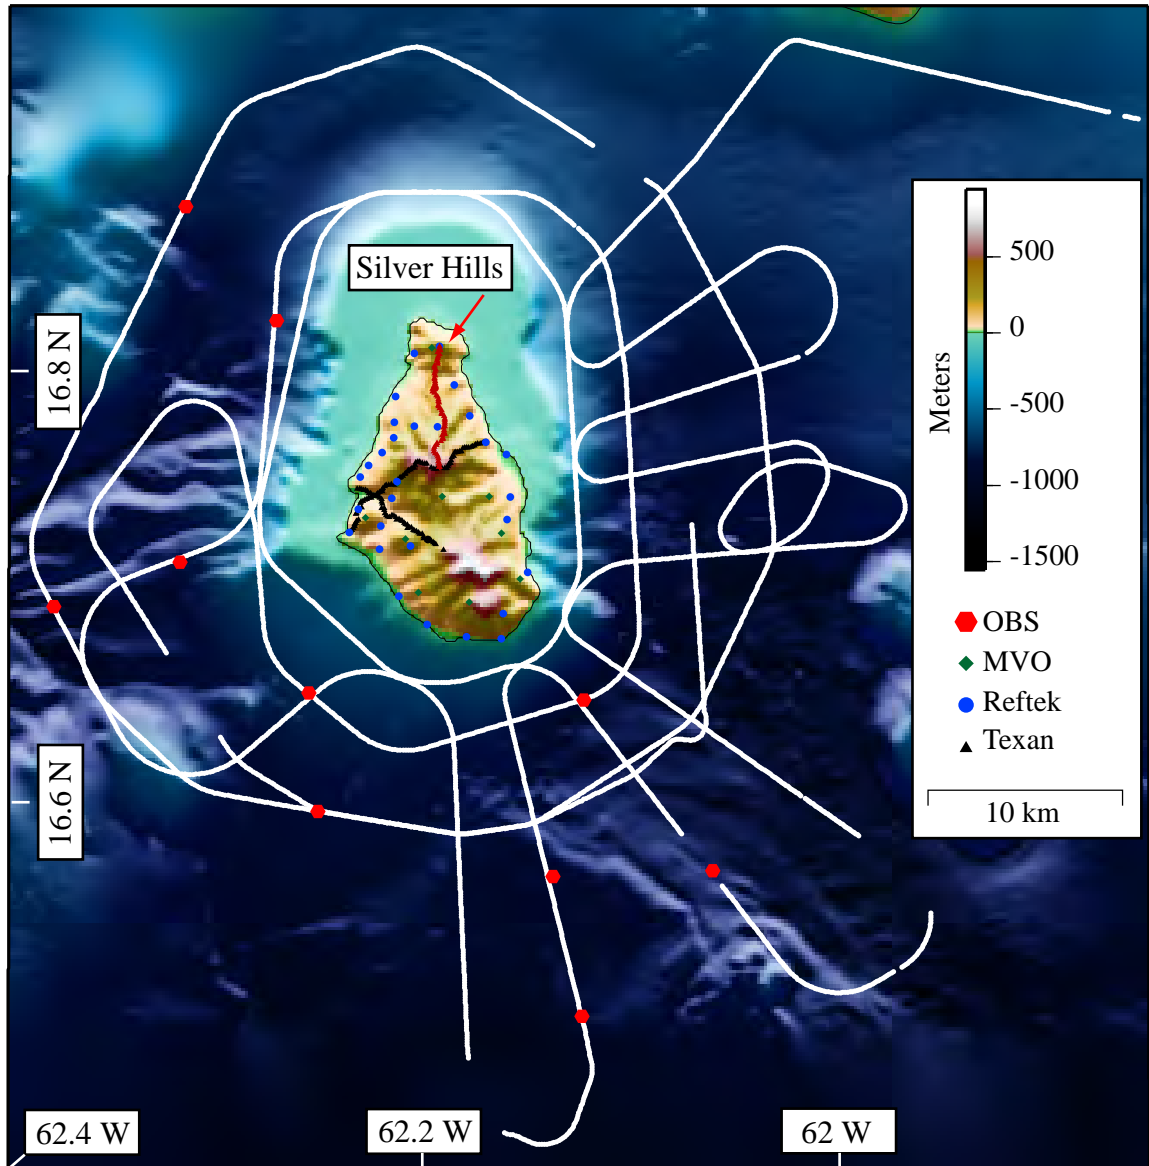 Silver Hills
16.8 N
16.6 N
62.4 W
62.2 W
62 W
Meters
500
0
-500
-1000
-1500
OBS
MVO
Reftek
Texan
10 km